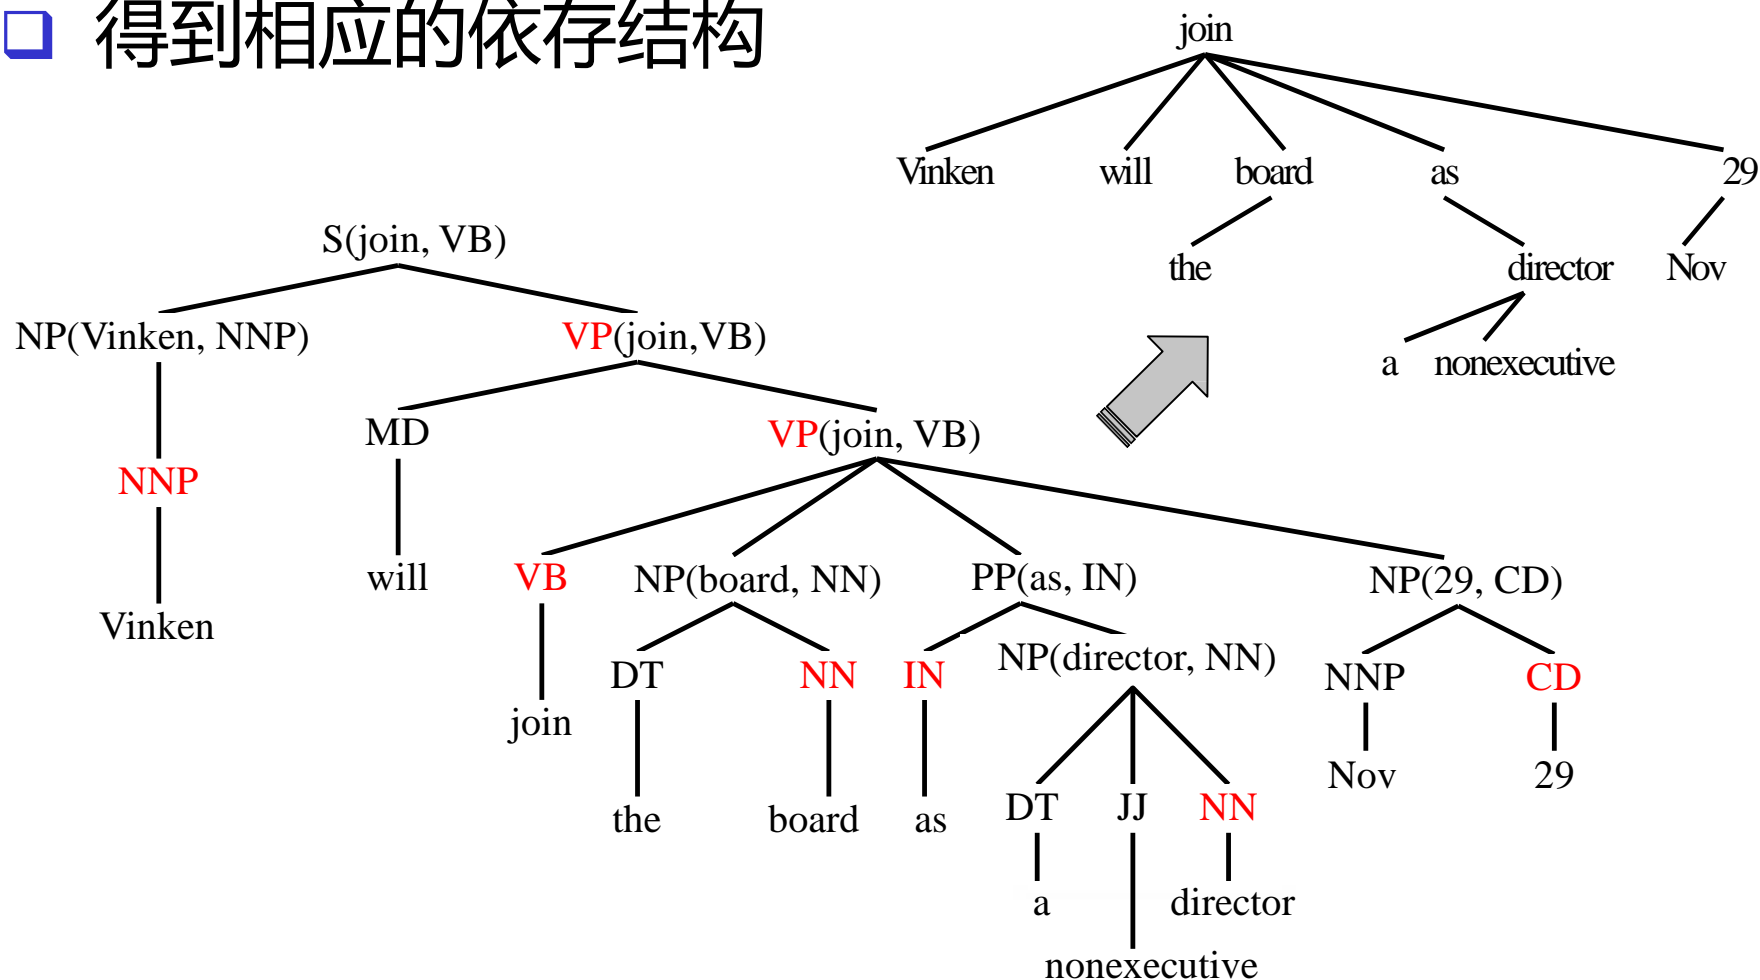 得到相应的依存结构
join
Vinken will board as 29
the director Nov
a nonexecutive
S(join, VB)
NP(Vinken, NNP) VP(join,VB)
MD VP(join, VB)
NNP
will VB NP(board, NN) PP(as, IN) NP(29, CD)
Vinken
DT NN IN NP(director, NN) NNP CD
join
the board as DT JJ NN Nov 29
a director
nonexecutive